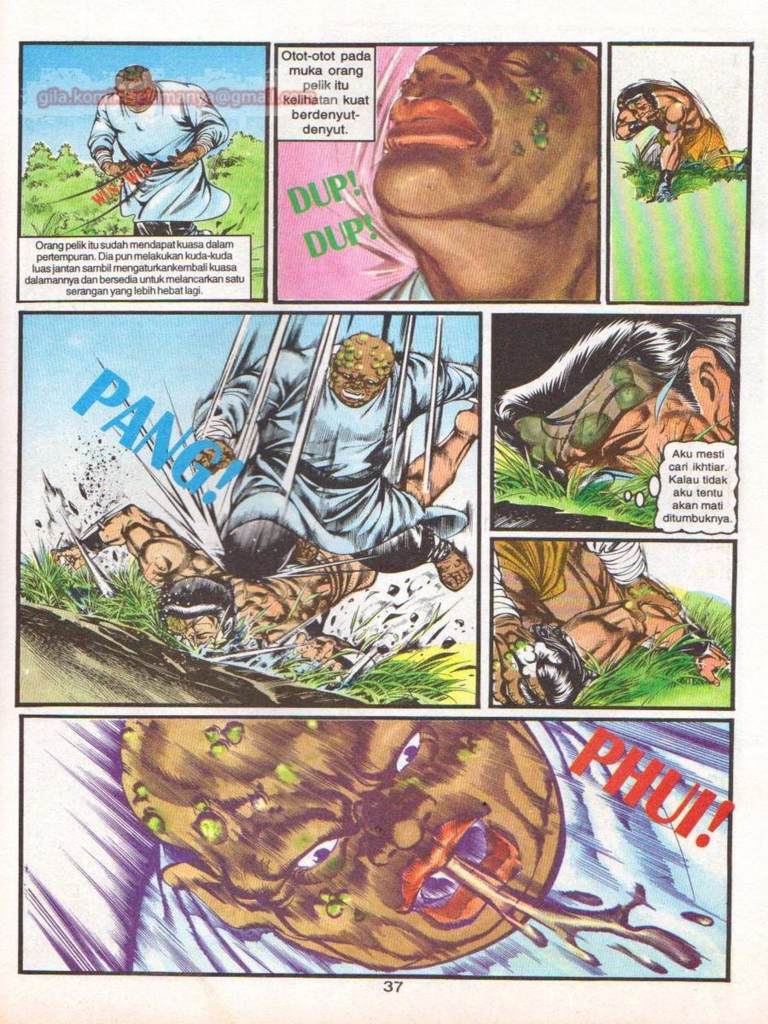 WUS-WUS
Orang pelik itu sudah mendapat kuasa dalam
pertempuran. Dia pun melakukan kuda-kuda
luas jantan sambil mengaturkankembali kuasa
dalamannya dan bersedia untuk melancarkan satu
serangan yang lebih hebat lagi.
Otot-otot pada
muka orang
pelik itu
kelihatan kuat
berdenyut-
denyut.
DUP!
DUP!
PANG!
Aku mesti
cari ikhtiar.
Kalau tidak
aku tentu
akan mati
ditumbuknya.
PHUI!
37